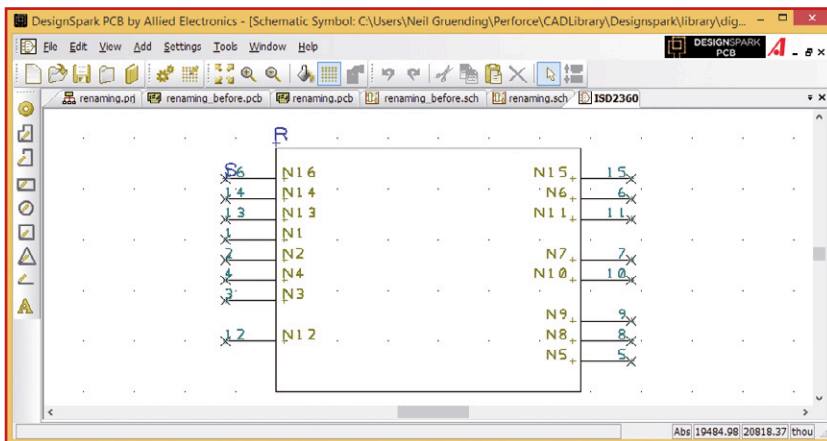 DesignSpark PCB by Allied Electronics - [Schematic Symbol: C:\Users\Neil Gruending\Perforce\CADLibrary\Designspark\library\dig...
File Edit View Add Settings Tools Window Help
DESIGNSPARK
PCB
renaming.prj renaming_before.pcb renaming.pcb renaming_before.sch renaming.sch ISD2360
R
S
16 N16 N15 15
14 N14 N6 6
13 N13 N11 11
1 N1
2 N2 N7 7
4 N4 N10 10
3 N3
N9 9
12 N12 N8 8
N5 5
Abs 19484.98 20818.37 thou